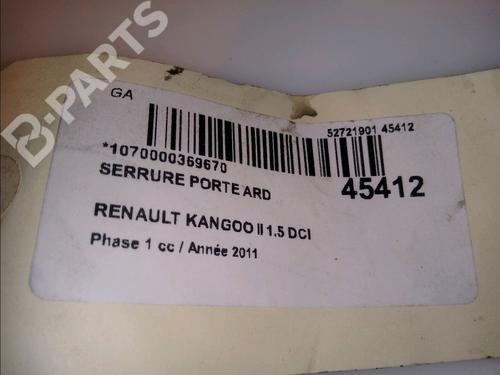 B-PARTS
GA
52721901 45412
*1070000369670
SERRURE PORTE ARD
45412
RENAULT KANGOO II 1.5 DCI
Phase 1 cc / Année 2011